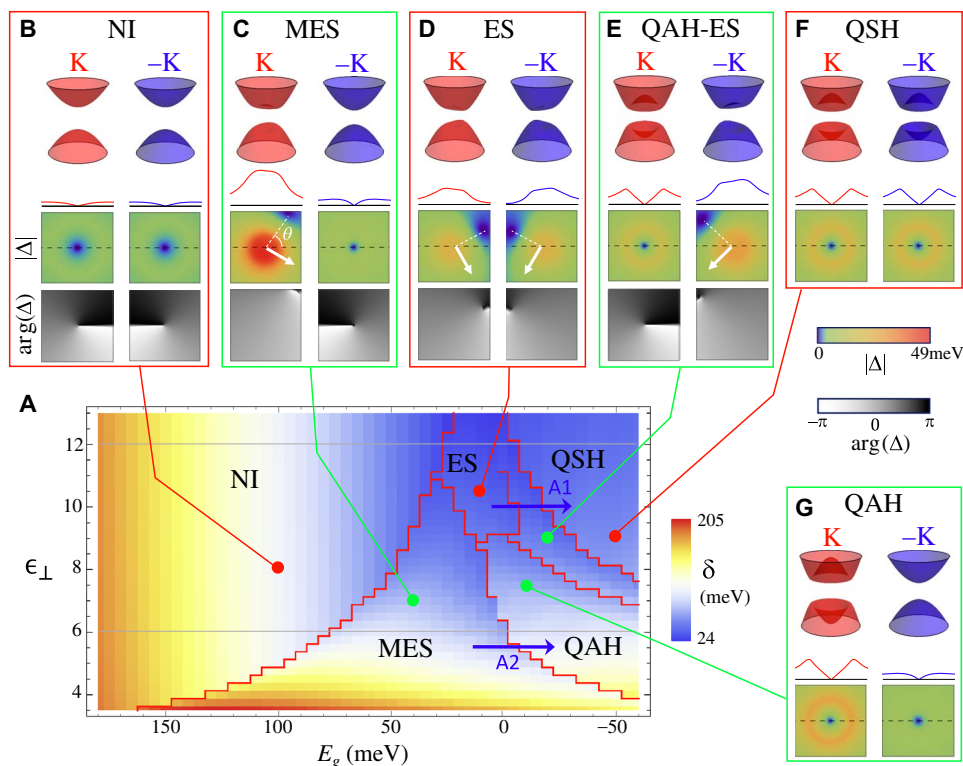 B NI
K −K
|Δ|
arg(Δ)
C MES
K −K
θ
D ES
K −K
E QAH-ES
K −K
F QSH
K −K
0 49meV
|Δ|
−π 0 π
arg(Δ)
A
12
10
8
6
4
ϵ⊥
NI
ES
QSH
A1
MES
A2
QAH
150 100 50 0 −50
E_g (meV)
205
δ
(meV)
24
G QAH
K −K